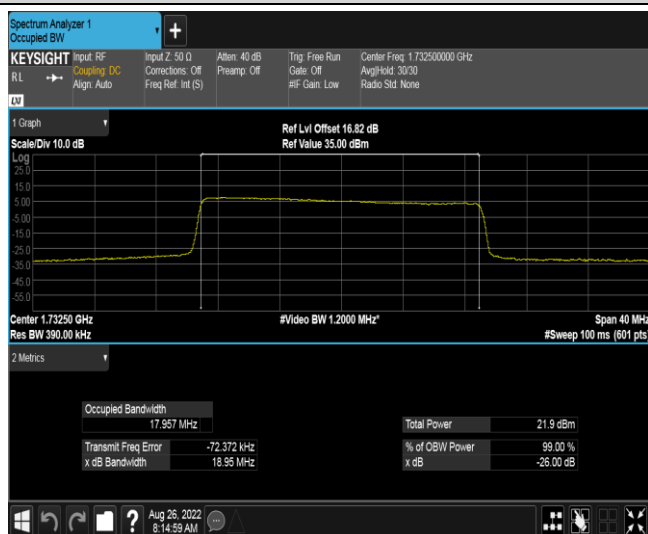 Spectrum Analyzer 1
Occupied BW
+
KEYSIGHT
RL
LXI
Input: RF
Coupling: DC
Align: Auto
Input Z: 50 Ω
Corrections: Off
Freq Ref: Int (S)
Atten: 40 dB
Preamp: Off
Trig: Free Run
Gate: Off
#IF Gain: Low
Center Freq: 1.732500000 GHz
Avg|Hold: 30/30
Radio Std: None
1 Graph
Scale/Div 10.0 dB
Ref Lvl Offset 16.82 dB
Ref Value 35.00 dBm
Log
25.0
15.0
5.00
-5.00
-15.0
-25.0
-35.0
-45.0
-55.0
Center 1.73250 GHz
Res BW 390.00 kHz
#Video BW 1.2000 MHz*
Span 40 MHz
#Sweep 100 ms (601 pts)
2 Metrics
Occupied Bandwidth
17.957 MHz
Transmit Freq Error -72.372 kHz
x dB Bandwidth 18.95 MHz
Total Power 21.9 dBm
% of OBW Power 99.00 %
x dB -26.00 dB
?
Aug 26, 2022
8:14:59 AM